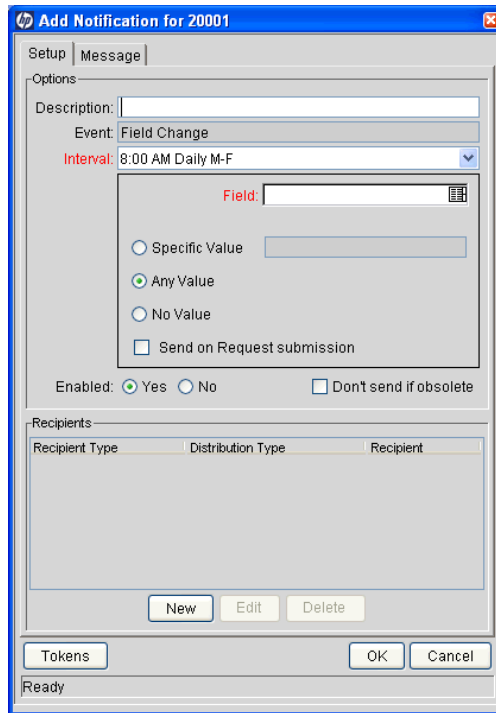 hp Add Notification for 20001
Setup Message
Options
Description:
Event: Field Change
Interval: 8:00 AM Daily M-F
Field:
Specific Value
Any Value
No Value
Send on Request submission
Enabled: Yes No Don't send if obsolete
Recipients
Recipient Type Distribution Type Recipient
New Edit Delete
Tokens OK Cancel
Ready